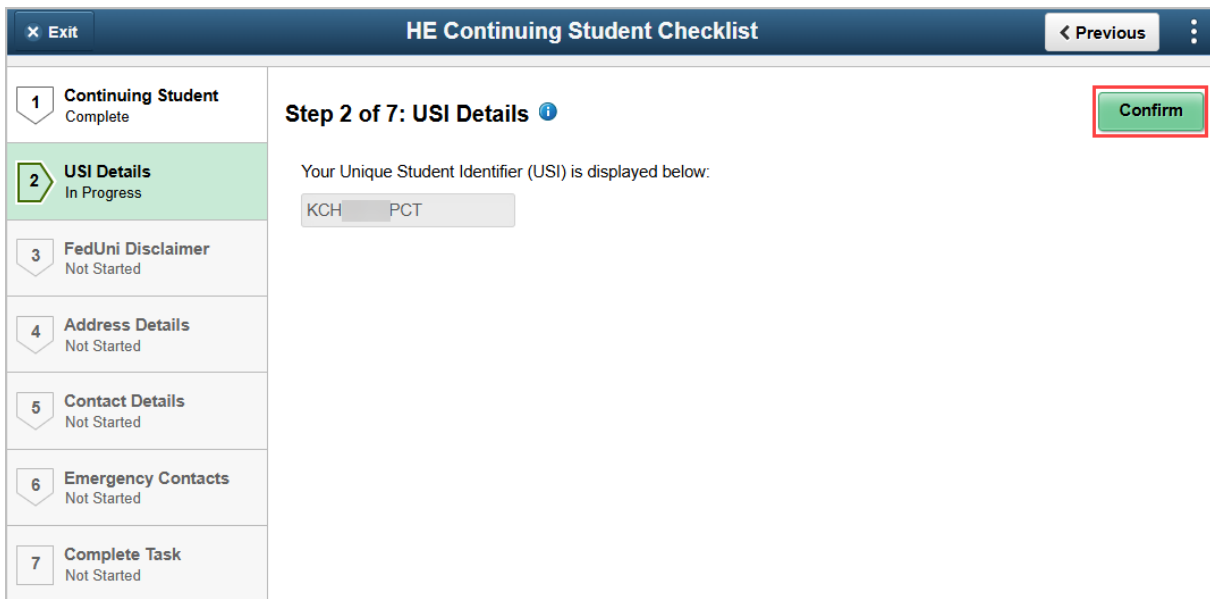 × Exit
HE Continuing Student Checklist
Previous
1
Continuing Student
Complete
2
USI Details
In Progress
3
FedUni Disclaimer
Not Started
4
Address Details
Not Started
5
Contact Details
Not Started
6
Emergency Contacts
Not Started
7
Complete Task
Not Started
Step 2 of 7: USI Details
Confirm
Your Unique Student Identifier (USI) is displayed below:
KCH PCT